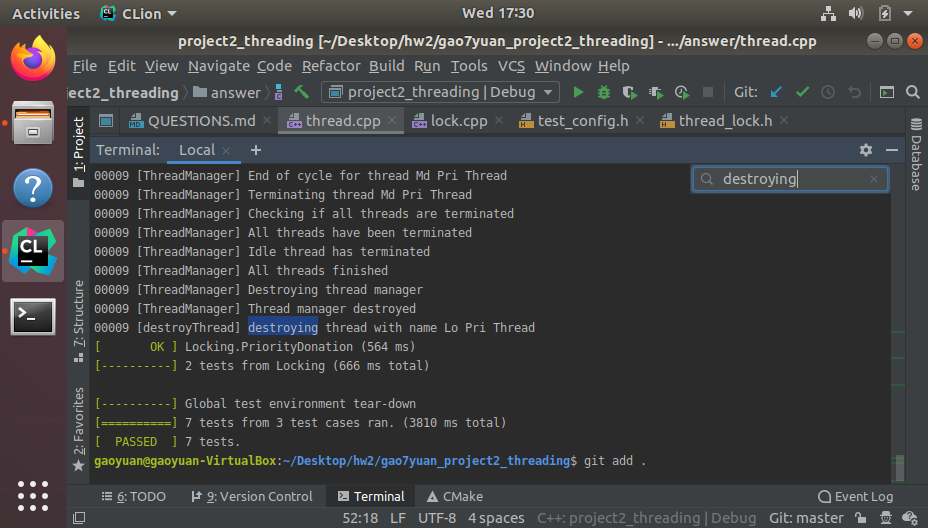 Activities
CLion
Wed 17:30
project2_threading [~/Desktop/hw2/gao7yuan_project2_threading] - .../answer/thread.cpp
File Edit View Navigate Code Refactor Build Run Tools VCS Window Help
ject2_threading answer project2_threading | Debug Git:
QUESTIONS.md thread.cpp lock.cpp test_config.h thread_lock.h
Terminal: Local +
destroying
1: Project
7: Structure
2: Favorites
Database
00009 [ThreadManager] End of cycle for thread Md Pri Thread
00009 [ThreadManager] Terminating thread Md Pri Thread
00009 [ThreadManager] Checking if all threads are terminated
00009 [ThreadManager] All threads have been terminated
00009 [ThreadManager] Idle thread has terminated
00009 [ThreadManager] All threads finished
00009 [ThreadManager] Destroying thread manager
00009 [ThreadManager] Thread manager destroyed
00009 [destroyThread] destroying thread with name Lo Pri Thread
[       OK ] Locking.PriorityDonation (564 ms)
[----------] 2 tests from Locking (666 ms total)
[----------] Global test environment tear-down
[==========] 7 tests from 3 test cases ran. (3810 ms total)
[  PASSED  ] 7 tests.
gaoyuan@gaoyuan-VirtualBox:~/Desktop/hw2/gao7yuan_project2_threading$ git add .
6: TODO 9: Version Control Terminal CMake Event Log
52:18 LF UTF-8 4 spaces C++: project2_threading | Debug Git: master
CL